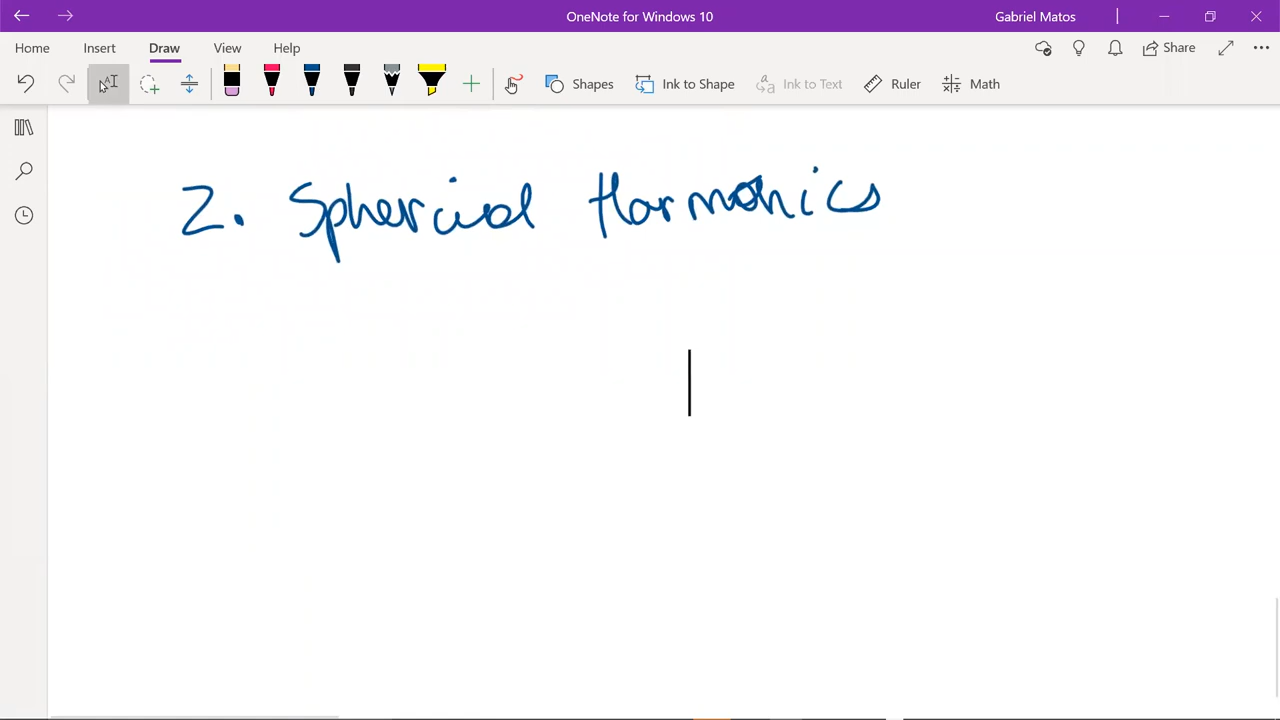 OneNote for Windows 10
Gabriel Matos
Home Insert Draw View Help
Share
Shapes Ink to Shape Ink to Text Ruler Math
2. Spherical Harmonics